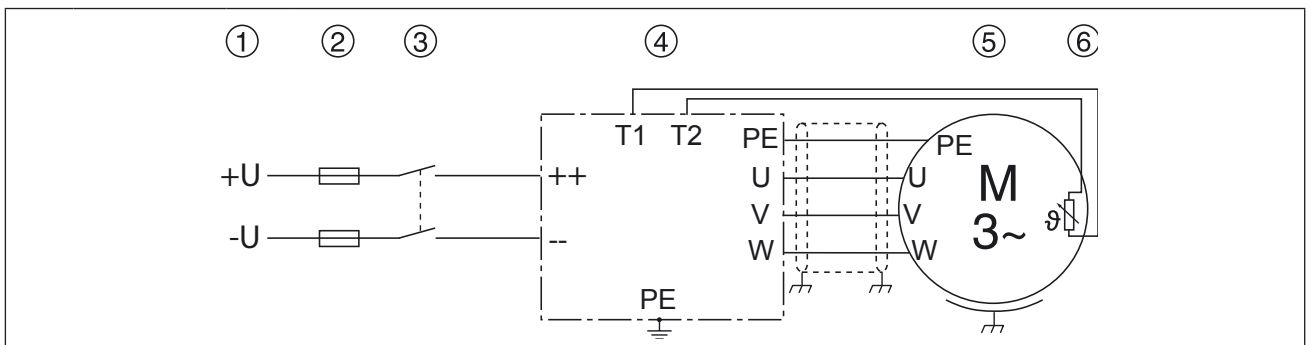 ① ② ③ ④ ⑤ ⑥
T1 T2
PE PE
+U ++ U U M
V V 3~ ϑ
-U -- W W
PE